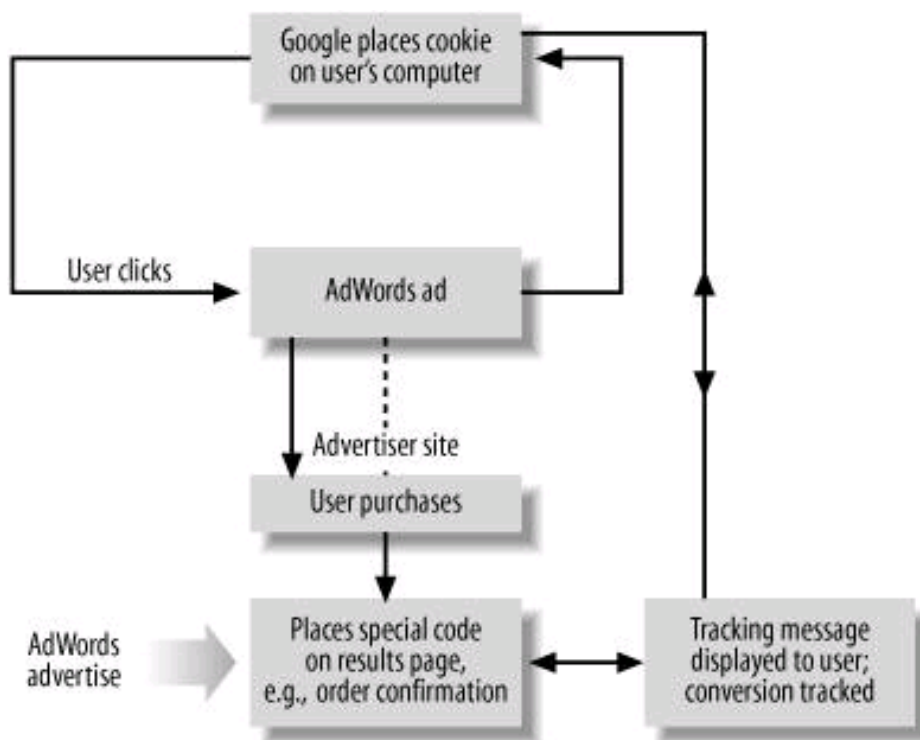 Google places cookie
on user's computer
User clicks
AdWords ad
Advertiser site
User purchases
AdWords
advertise
Places special code
on results page,
e.g., order confirmation
Tracking message
displayed to user;
conversion tracked